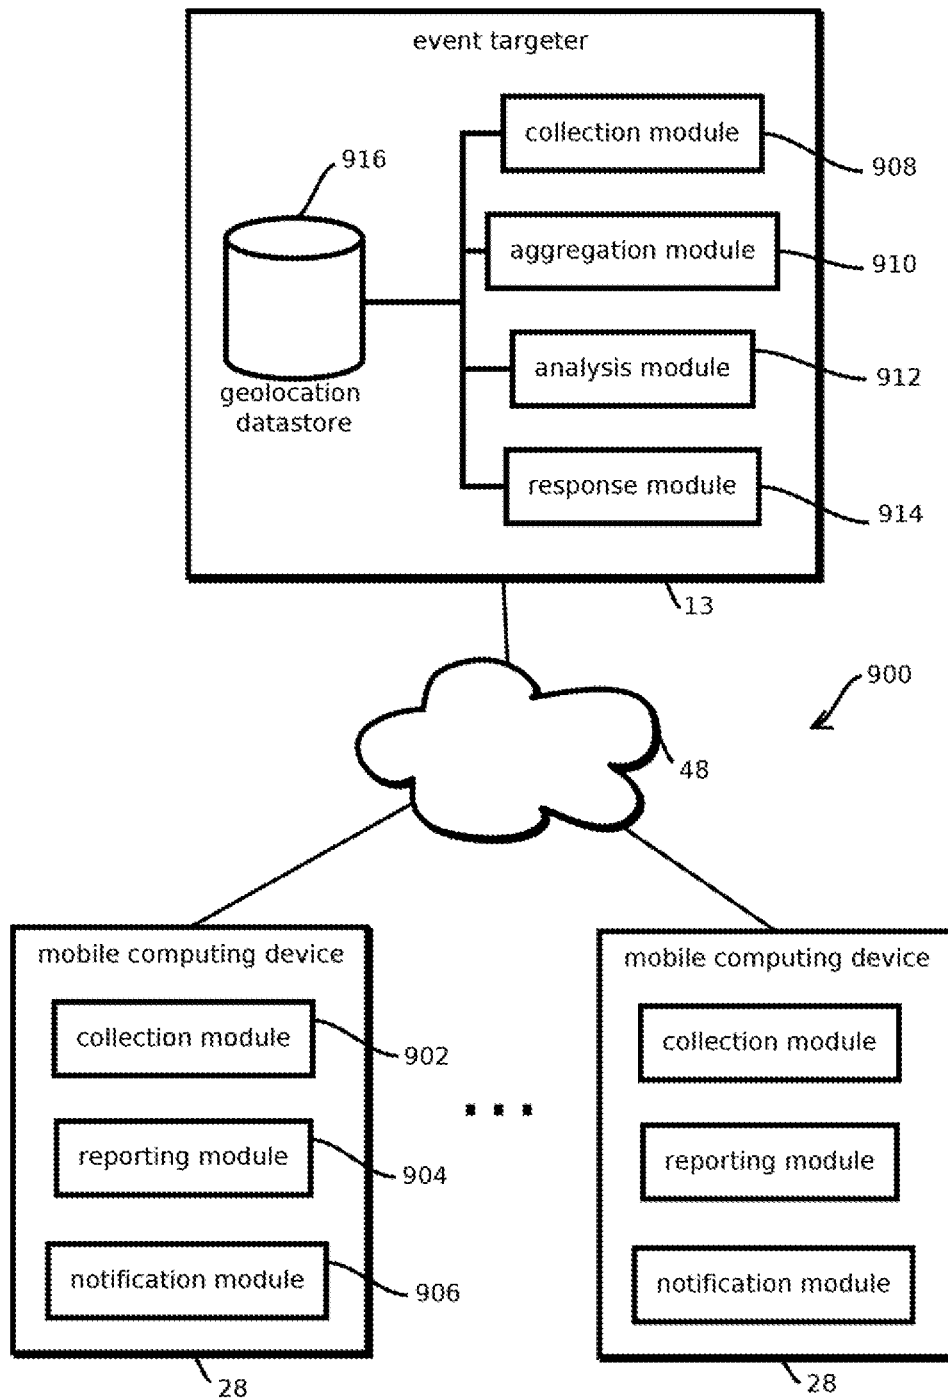 event targeter
collection module
908
916
aggregation module
910
analysis module
912
geolocation
datastore
response module
914
13
900
48
mobile computing device
collection module
902
reporting module
904
notification module
906
28
...
mobile computing device
collection module
reporting module
notification module
28